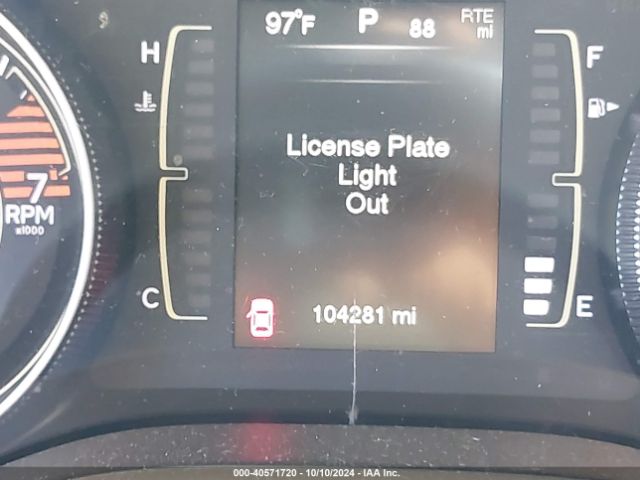 97°F P 88 RTE mi
H F
License Plate
Light
Out
7
RPM
x1000
C E
104281 mi
000-40571720 - 10/10/2024 - IAA Inc.